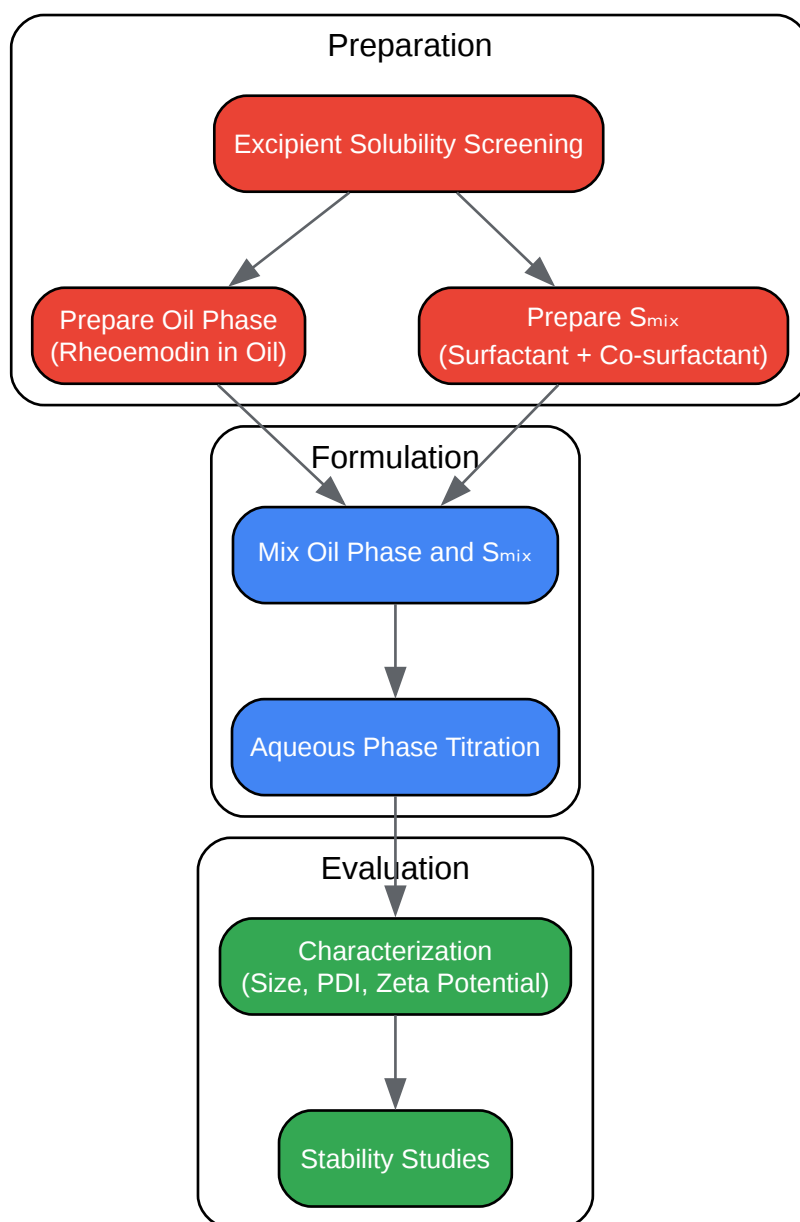 Preparation
Excipient Solubility Screening
Prepare Oil Phase
(Rheoemodin in Oil)
Prepare Sₘᵢₓ
(Surfactant + Co-surfactant)
Formulation
Mix Oil Phase and Sₘᵢₓ
Aqueous Phase Titration
Evaluation
Characterization
(Size, PDI, Zeta Potential)
Stability Studies